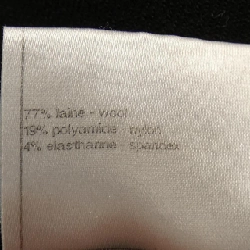 77% laine - wool
19% polyamide - nylon
4% elasthanne - spandex